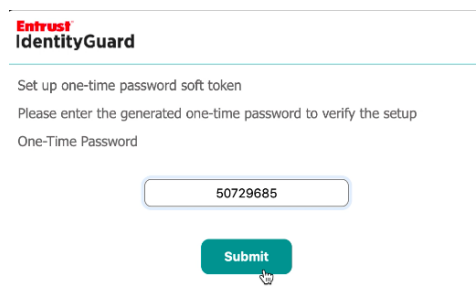 Entrust
IdentityGuard
Set up one-time password soft token
Please enter the generated one-time password to verify the setup
One-Time Password
50729685
Submit